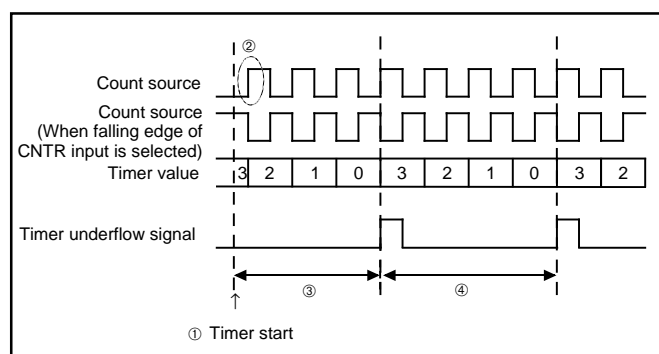 ②
Count source
Count source
(When falling edge of
CNTR input is selected)
Timer value 3 2 1 0 3 2 1 0 3 2
Timer underflow signal
③ ④
↑
① Timer start